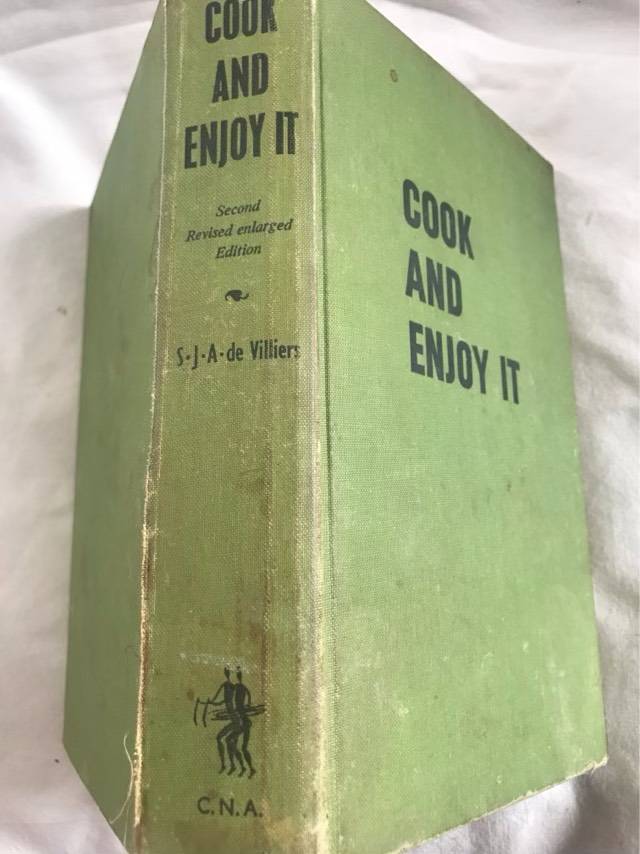 COOK
AND
ENJOY IT
Second
Revised enlarged
Edition
S·J·A·de Villiers
C.N.A.
COOK
AND
ENJOY IT